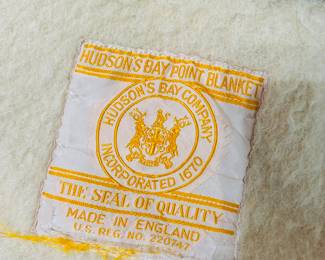 HUDSON'S BAY POINT BLANKET
HUDSON'S BAY COMPANY
INCORPORATED 1670
THE SEAL OF QUALITY
MADE IN ENGLAND
U.S. REG. NO. 220747